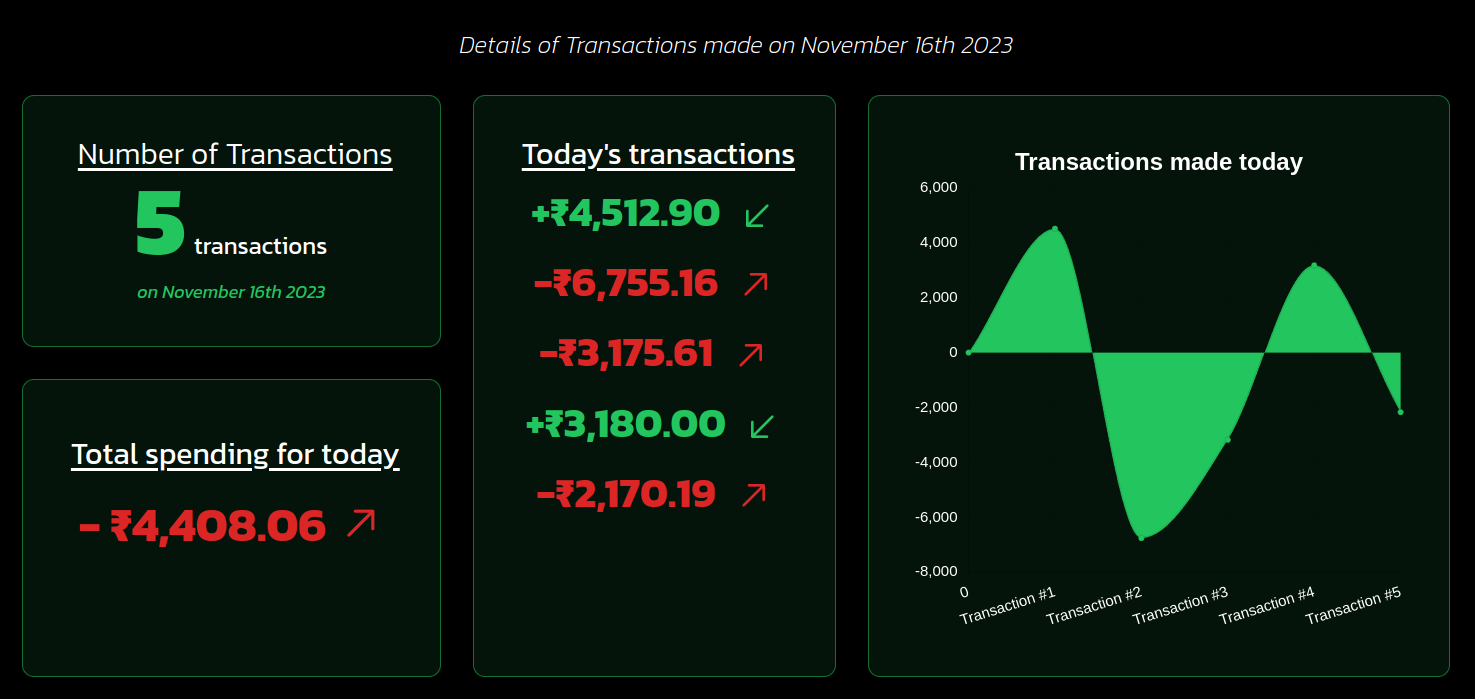 Details of Transactions made on November 16th 2023
Number of Transactions
5 transactions
on November 16th 2023
Total spending for today
- ₹4,408.06
Today's transactions
+₹4,512.90
-₹6,755.16
-₹3,175.61
+₹3,180.00
-₹2,170.19
Transactions made today
6,000
4,000
2,000
0
-2,000
-4,000
-6,000
-8,000
0
Transaction #1
Transaction #2
Transaction #3
Transaction #4
Transaction #5